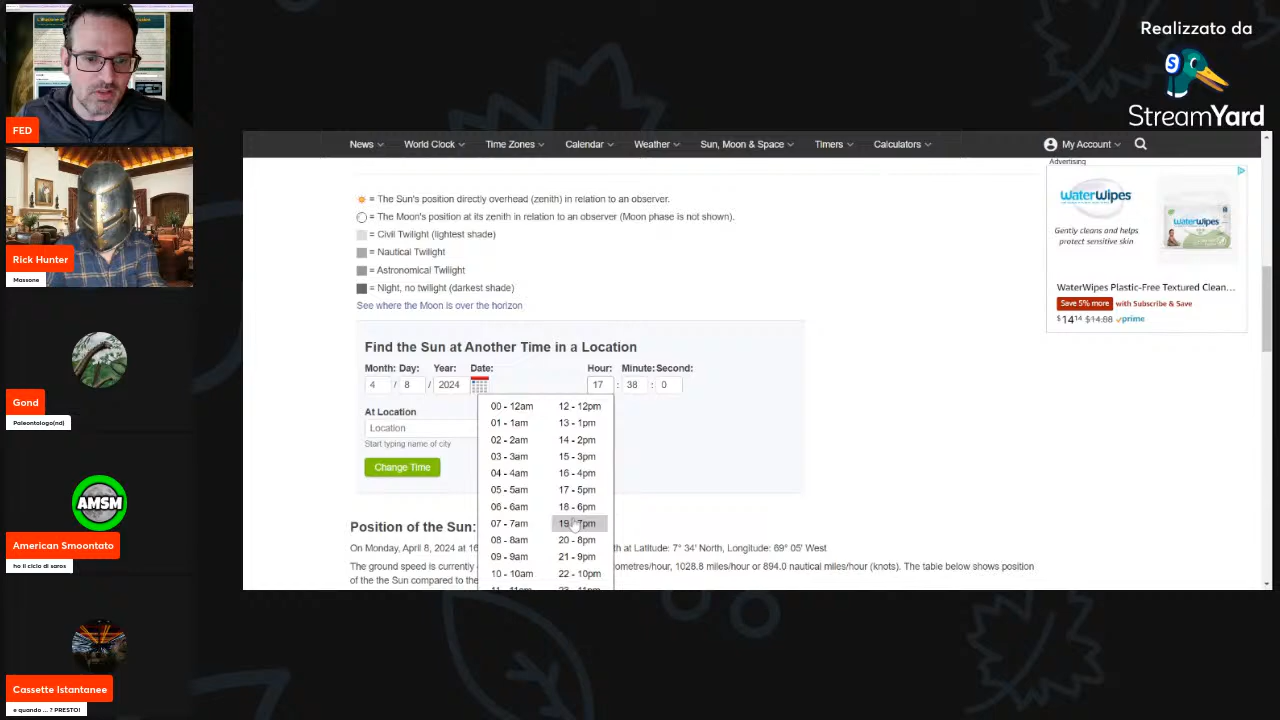 FED
Rick Hunter
Massone
Gond
Paleontologo(nd)
AMSM
American Smoontato
ho il ciclo di saros
Cassette Istantanee
e quando ... ? PRESTO!
Realizzato da
S
StreamYard
News World Clock Time Zones Calendar Weather Sun, Moon & Space Timers Calculators My Account
= The Sun's position directly overhead (zenith) in relation to an observer.
= The Moon's position at its zenith in relation to an observer (Moon phase is not shown).
= Civil Twilight (lightest shade)
= Nautical Twilight
= Astronomical Twilight
= Night, no twilight (darkest shade)
See where the Moon is over the horizon
Find the Sun at Another Time in a Location
Month: Day: Year: Date: Hour: Minute: Second:
4 / 8 / 2024 17 : 38 : 0
At Location
Location
Start typing name of city
Change Time
00 - 12am 12 - 12pm
01 - 1am 13 - 1pm
02 - 2am 14 - 2pm
03 - 3am 15 - 3pm
04 - 4am 16 - 4pm
05 - 5am 17 - 5pm
06 - 6am 18 - 6pm
07 - 7am 19 - 7pm
08 - 8am 20 - 8pm
09 - 9am 21 - 9pm
10 - 10am 22 - 10pm
Position of the Sun:
On Monday, April 8, 2024 at 16 th at Latitude: 7° 34' North, Longitude: 69° 05' West
The ground speed is currently ometres/hour, 1028.8 miles/hour or 894.0 nautical miles/hour (knots). The table below shows position
of the the Sun compared to the
Advertising
WaterWipes
Gently cleans and helps
protect sensitive skin
WaterWipes
WaterWipes Plastic-Free Textured Clean...
Save 5% more with Subscribe & Save
$14.14 $14.88 prime